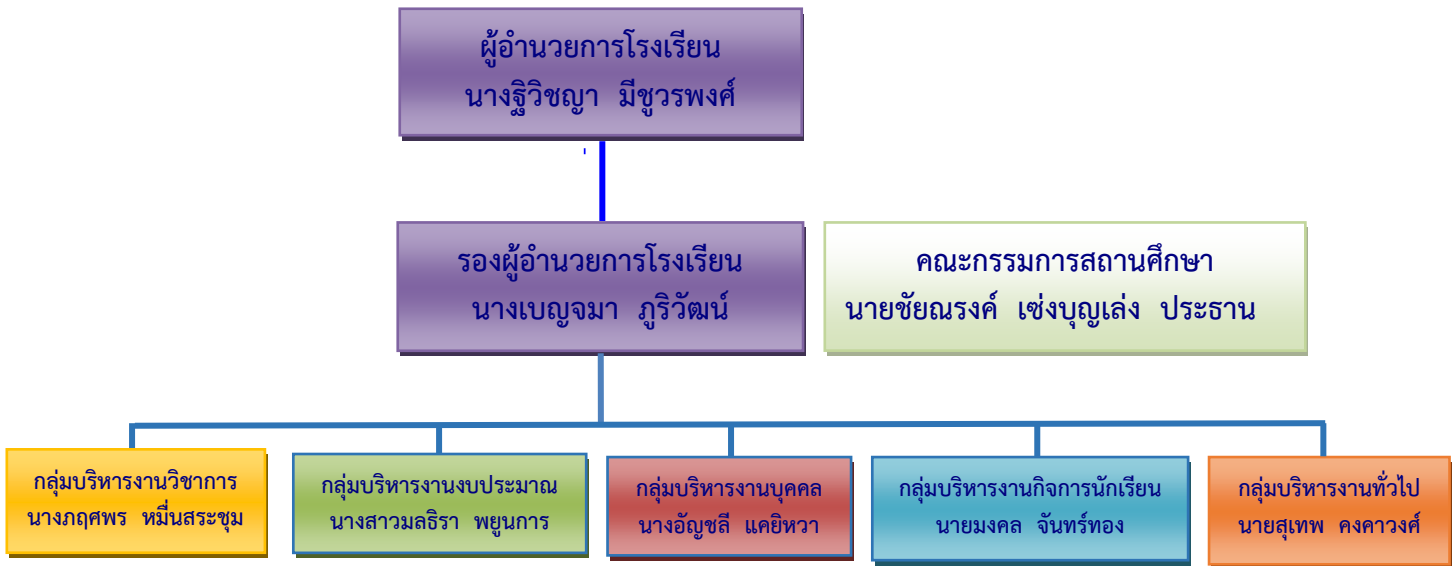 ผู้อำนวยการโรงเรียน
นางฐิวิชญา มีชูวรพงศ์
รองผู้อำนวยการโรงเรียน
นางเบญจมา ภูริวัฒน์
คณะกรรมการสถานศึกษา
นายชัยณรงค์ เซ่งบุญเล่ง ประธาน
กลุ่มบริหารงานวิชาการ
นางภฤศพร หมื่นสระชุม
กลุ่มบริหารงานงบประมาณ
นางสาวมลธิรา พยูนการ
กลุ่มบริหารงานบุคคล
นางอัญชลี แคยิหวา
กลุ่มบริหารงานกิจการนักเรียน
นายมงคล จันทร์ทอง
กลุ่มบริหารงานทั่วไป
นายสุเทพ คงคาวงศ์